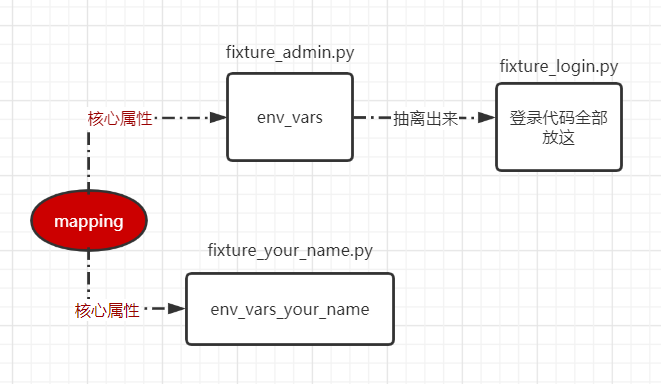 fixture_admin.py
fixture_login.py
核心属性
env_vars
抽离出来
登录代码全部
放这
mapping
fixture_your_name.py
核心属性
env_vars_your_name